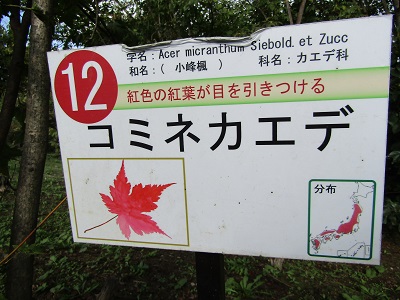 12
学名：Acer micranthum Siebold. et Zucc
和名：( 小峰楓 ) 科名：カエデ科
紅色の紅葉が目を引きつける
コミネカエデ
分布